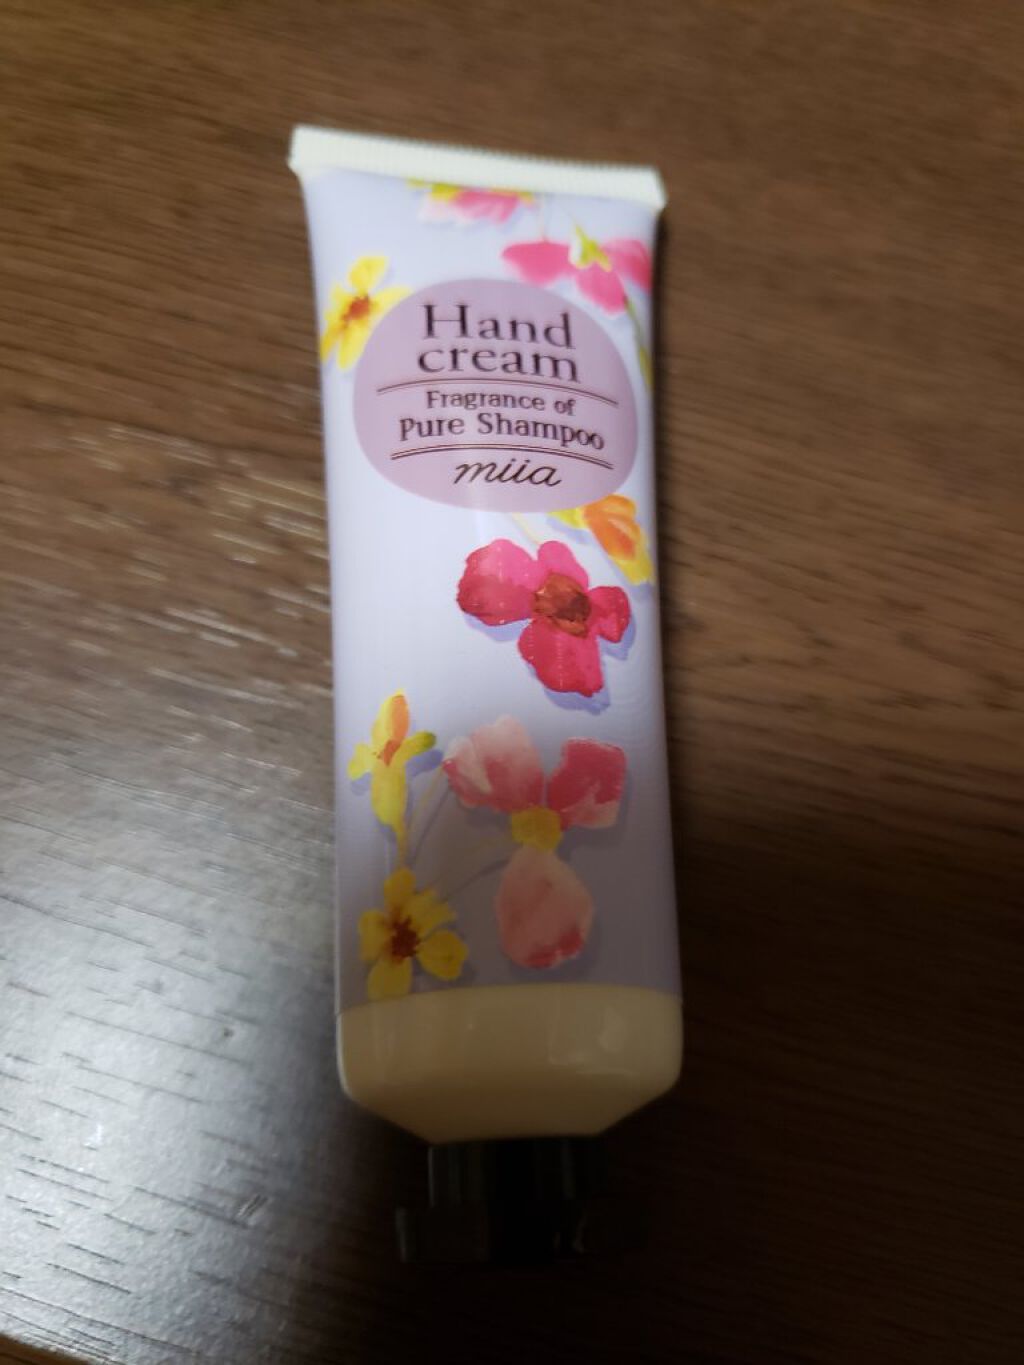 Hand
cream
Fragrance of
Pure Shampoo
miia